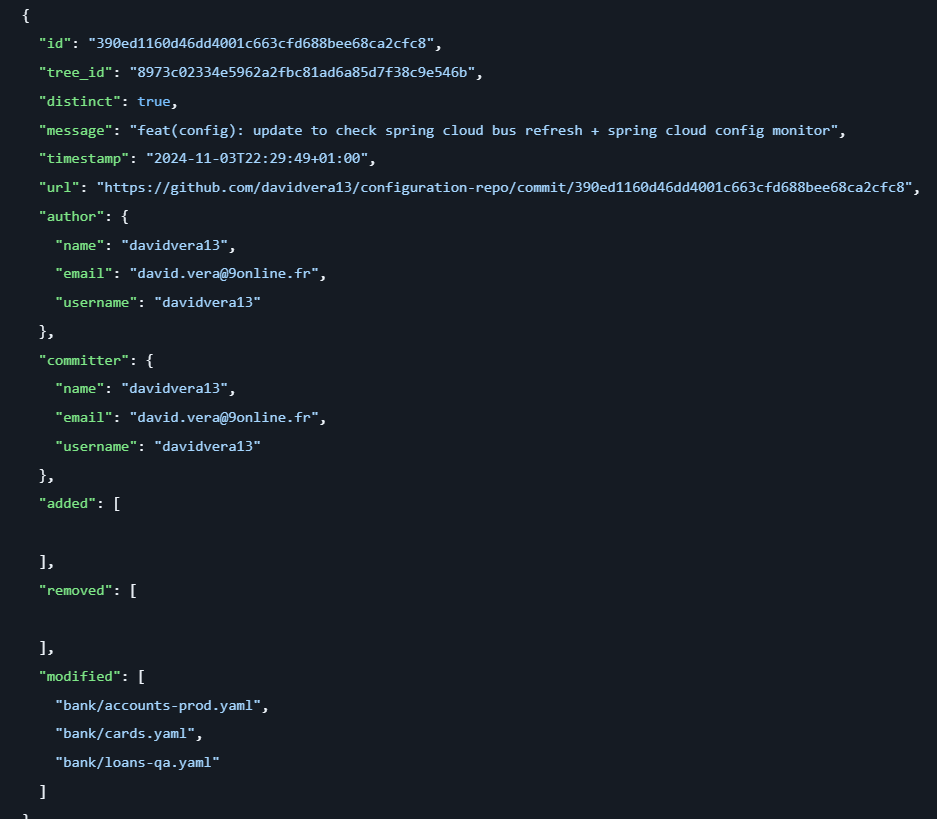 {
"id": "390ed1160d46dd4001c663cfd688bee68ca2cfc8",
"tree_id": "8973c02334e5962a2fbc81ad6a85d7f38c9e546b",
"distinct": true,
"message": "feat(config): update to check spring cloud bus refresh + spring cloud config monitor",
"timestamp": "2024-11-03T22:29:49+01:00",
"url": "https://github.com/davidvera13/configuration-repo/commit/390ed1160d46dd4001c663cfd688bee68ca2cfc8",
"author": {
"name": "davidvera13",
"email": "david.vera@9online.fr",
"username": "davidvera13"
},
"committer": {
"name": "davidvera13",
"email": "david.vera@9online.fr",
"username": "davidvera13"
},
"added": [
],
"removed": [
],
"modified": [
"bank/accounts-prod.yaml",
"bank/cards.yaml",
"bank/loans-qa.yaml"
]
}